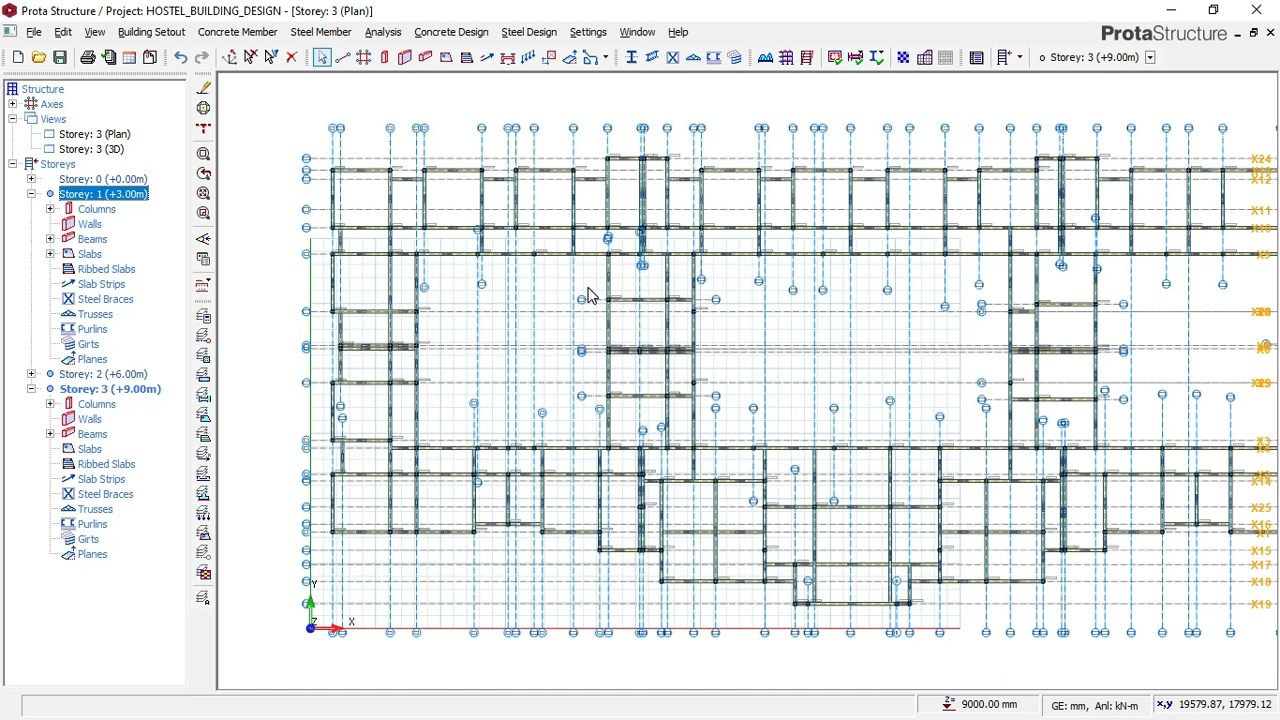 Prota Structure / Project: HOSTEL_BUILDING_DESIGN - [Storey: 3 (Plan)]
File Edit View Building Setout Concrete Member Steel Member Analysis Concrete Design Steel Design Settings Window Help
ProtaStructure
Storey: 3 (+9.00m)
Structure
Axes
Views
Storey: 3 (Plan)
Storey: 3 (3D)
Storeys
Storey: 0 (+0.00m)
Storey: 1 (+3.00m)
Columns
Walls
Beams
Slabs
Ribbed Slabs
Slab Strips
Steel Braces
Trusses
Purlins
Girts
Planes
Storey: 2 (+6.00m)
Storey: 3 (+9.00m)
Columns
Walls
Beams
Slabs
Ribbed Slabs
Slab Strips
Steel Braces
Trusses
Purlins
Girts
Planes
X24
X12
X11
X9
X25
X15
X17
X18
X19
Y
Z
X
Z=
9000.00 mm
GE: mm, Anl: kN-m
x,y 19579.87, 17979.12